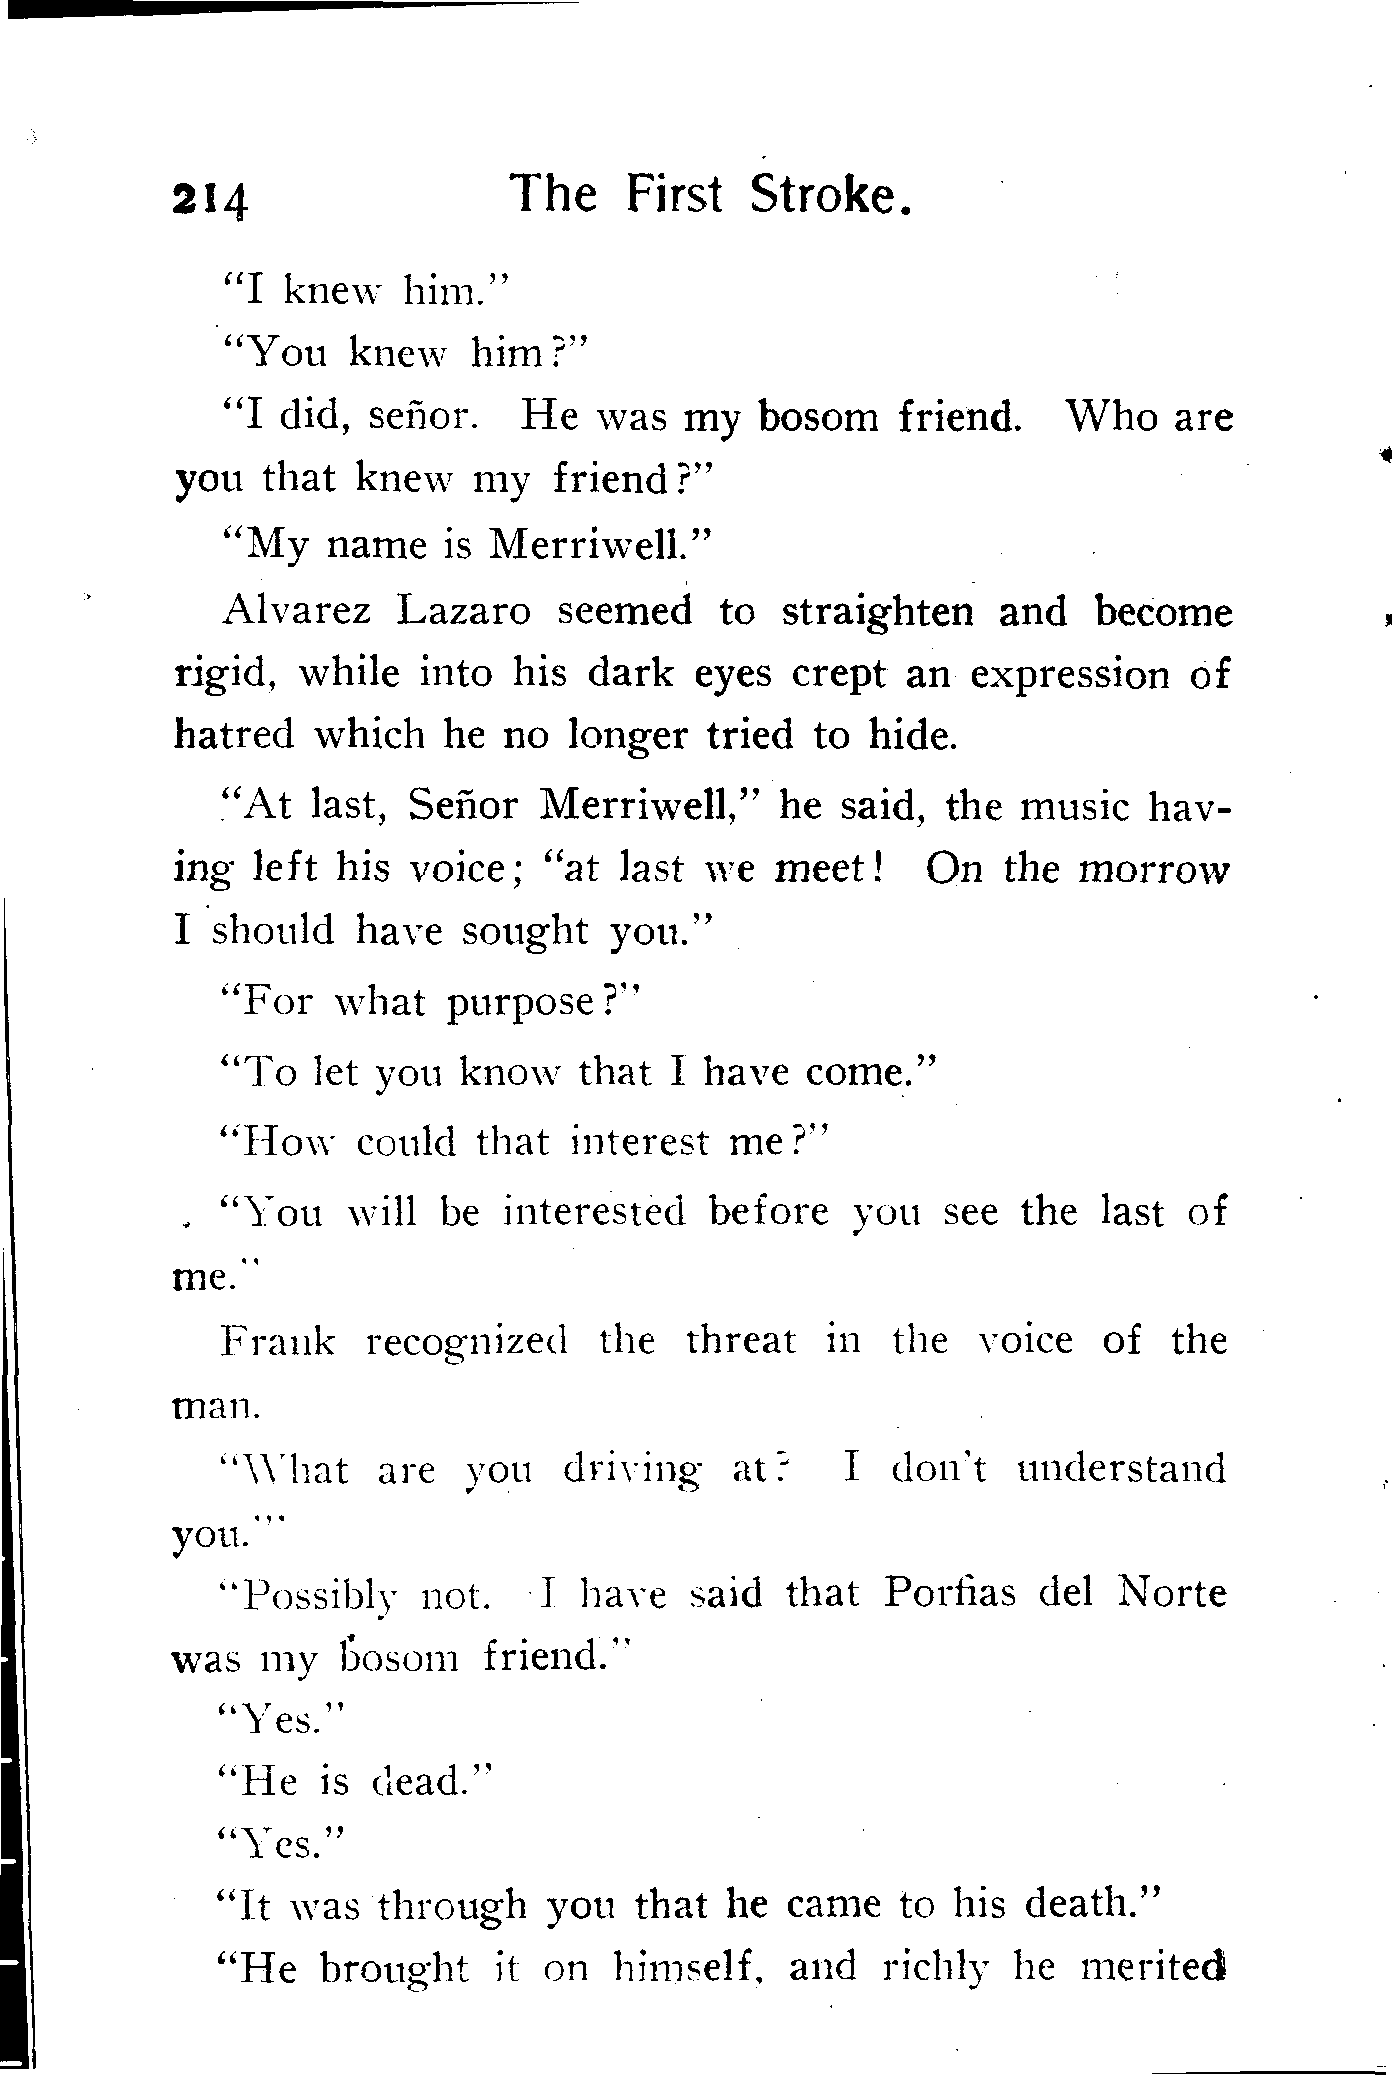 214 The First Stroke.
“I knew him.”
“You knew him?”
“I did, señor. He was my bosom friend. Who are
you that knew my friend?”
“My name is Merriwell.”
Alvarez Lazaro seemed to straighten and become
rigid, while into his dark eyes crept an expression of
hatred which he no longer tried to hide.
“At last, Señor Merriwell,” he said, the music hav-
ing left his voice; “at last we meet! On the morrow
I should have sought you.”
“For what purpose?”
“To let you know that I have come.”
“How could that interest me?”
“You will be interested before you see the last of
me.”
Frank recognized the threat in the voice of the
man.
“What are you driving at? I don't understand
you.”
“Possibly not. I have said that Porfias del Norte
was my bosom friend.”
“Yes.”
“He is dead.”
“Yes.”
“It was through you that he came to his death.”
“He brought it on himself, and richly he merited